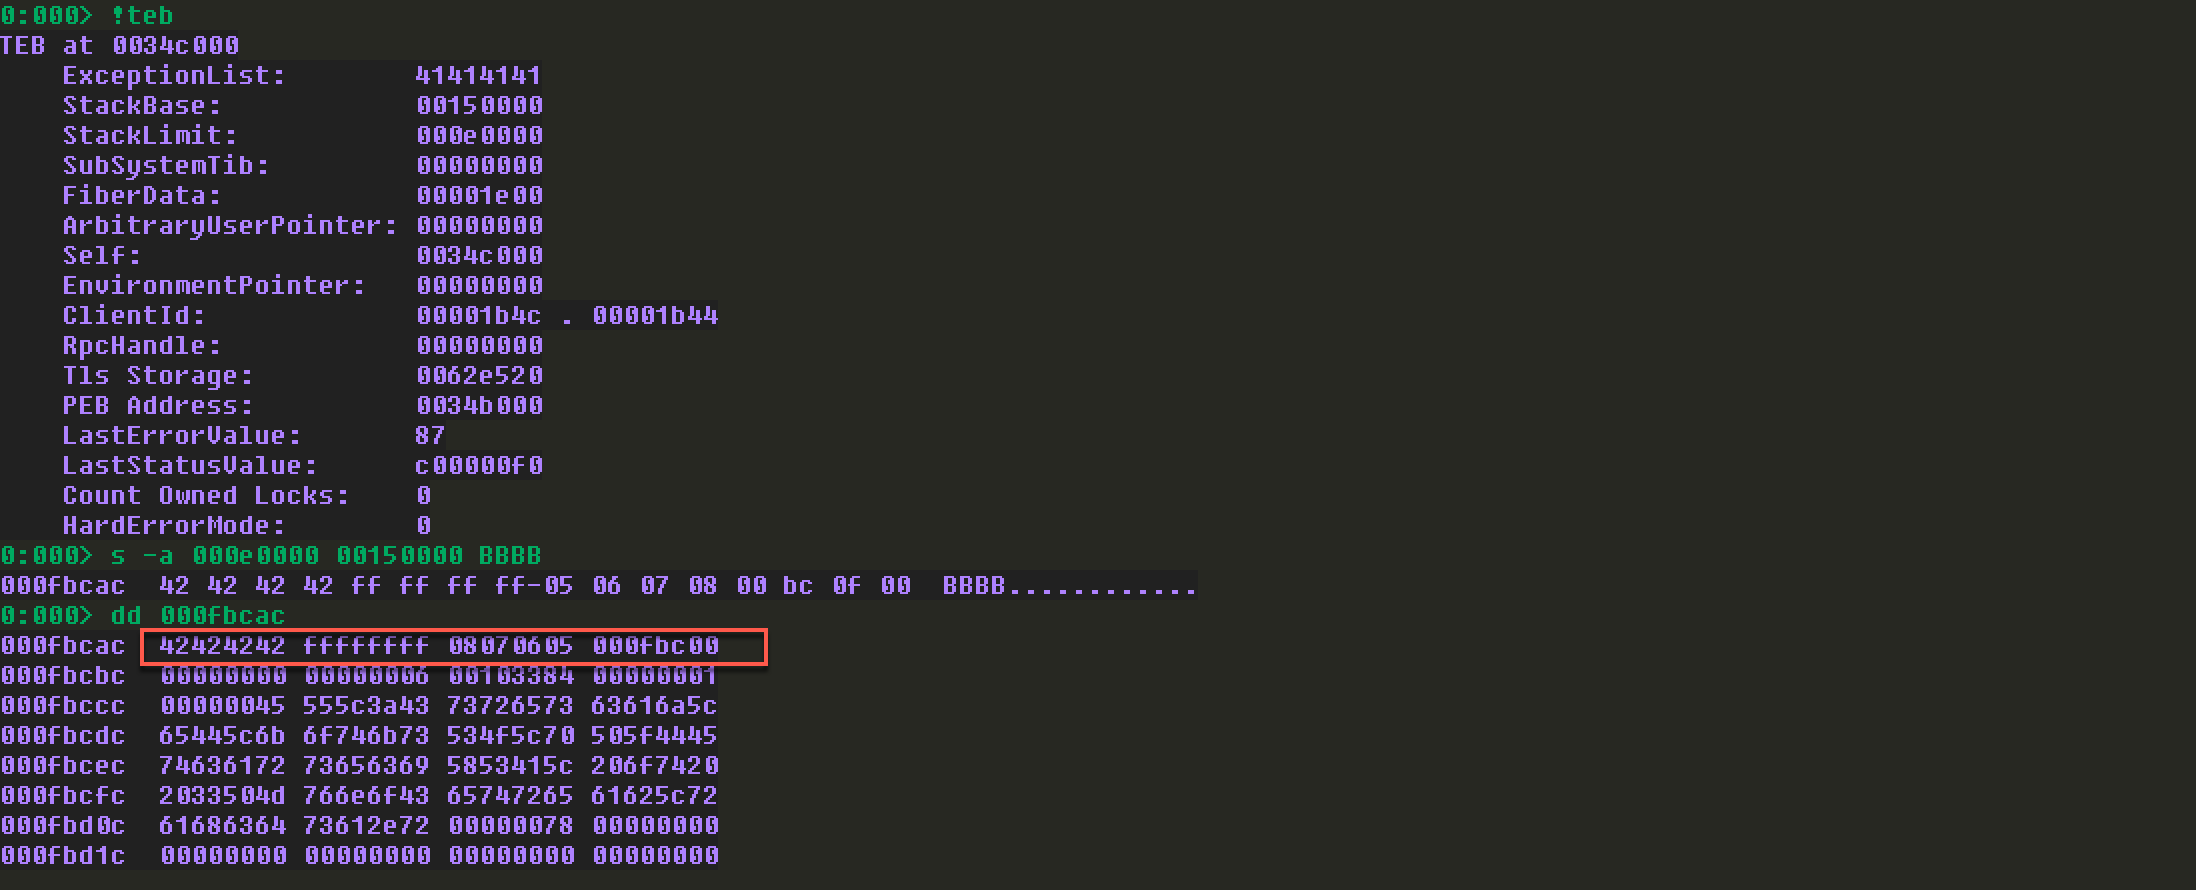 0:000> !teb
TEB at 0034c000
ExceptionList: 41414141
StackBase: 00150000
StackLimit: 000e0000
SubSystemTib: 00000000
FiberData: 00001e00
ArbitraryUserPointer: 00000000
Self: 0034c000
EnvironmentPointer: 00000000
ClientId: 00001b4c . 00001b44
RpcHandle: 00000000
Tls Storage: 0062e520
PEB Address: 0034b000
LastErrorValue: 87
LastStatusValue: c00000f0
Count Owned Locks: 0
HardErrorMode: 0
0:000> s -a 000e0000 00150000 BBBB
000fbcac 42 42 42 42 ff ff ff ff-05 06 07 08 00 bc 0f 00 BBBB............
0:000> dd 000fbcac
000fbcac 42424242 ffffffff 08070605 000fbc00
000fbcbc 00000000 00000006 00103384 00000001
000fbccc 00000045 555c3a43 73726573 63616a5c
000fbcdc 65445c6b 6f746b73 534f5c70 505f4445
000fbcec 74636172 73656369 5853415c 206f7420
000fbcfc 2033504d 766e6f43 65747265 61625c72
000fbd0c 61686364 73612e72 00000078 00000000
000fbd1c 00000000 00000000 00000000 00000000